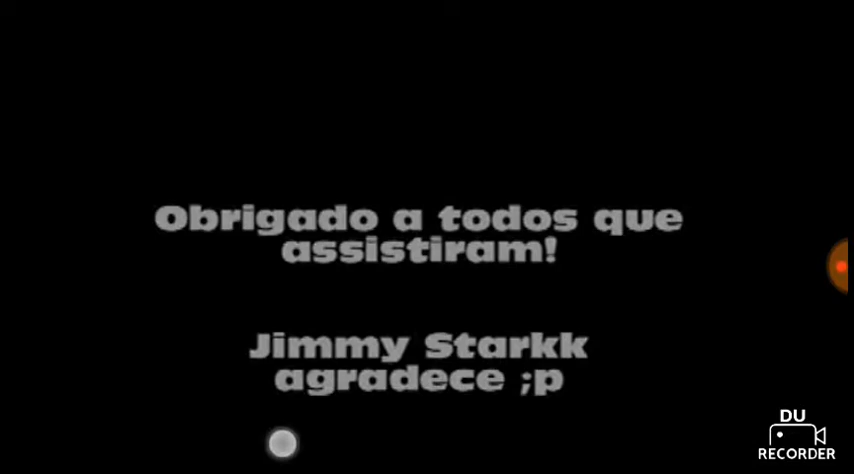 Obrigado a todos que
assistiram!
Jimmy Starkk
agradece ;p
DU
RECORDER